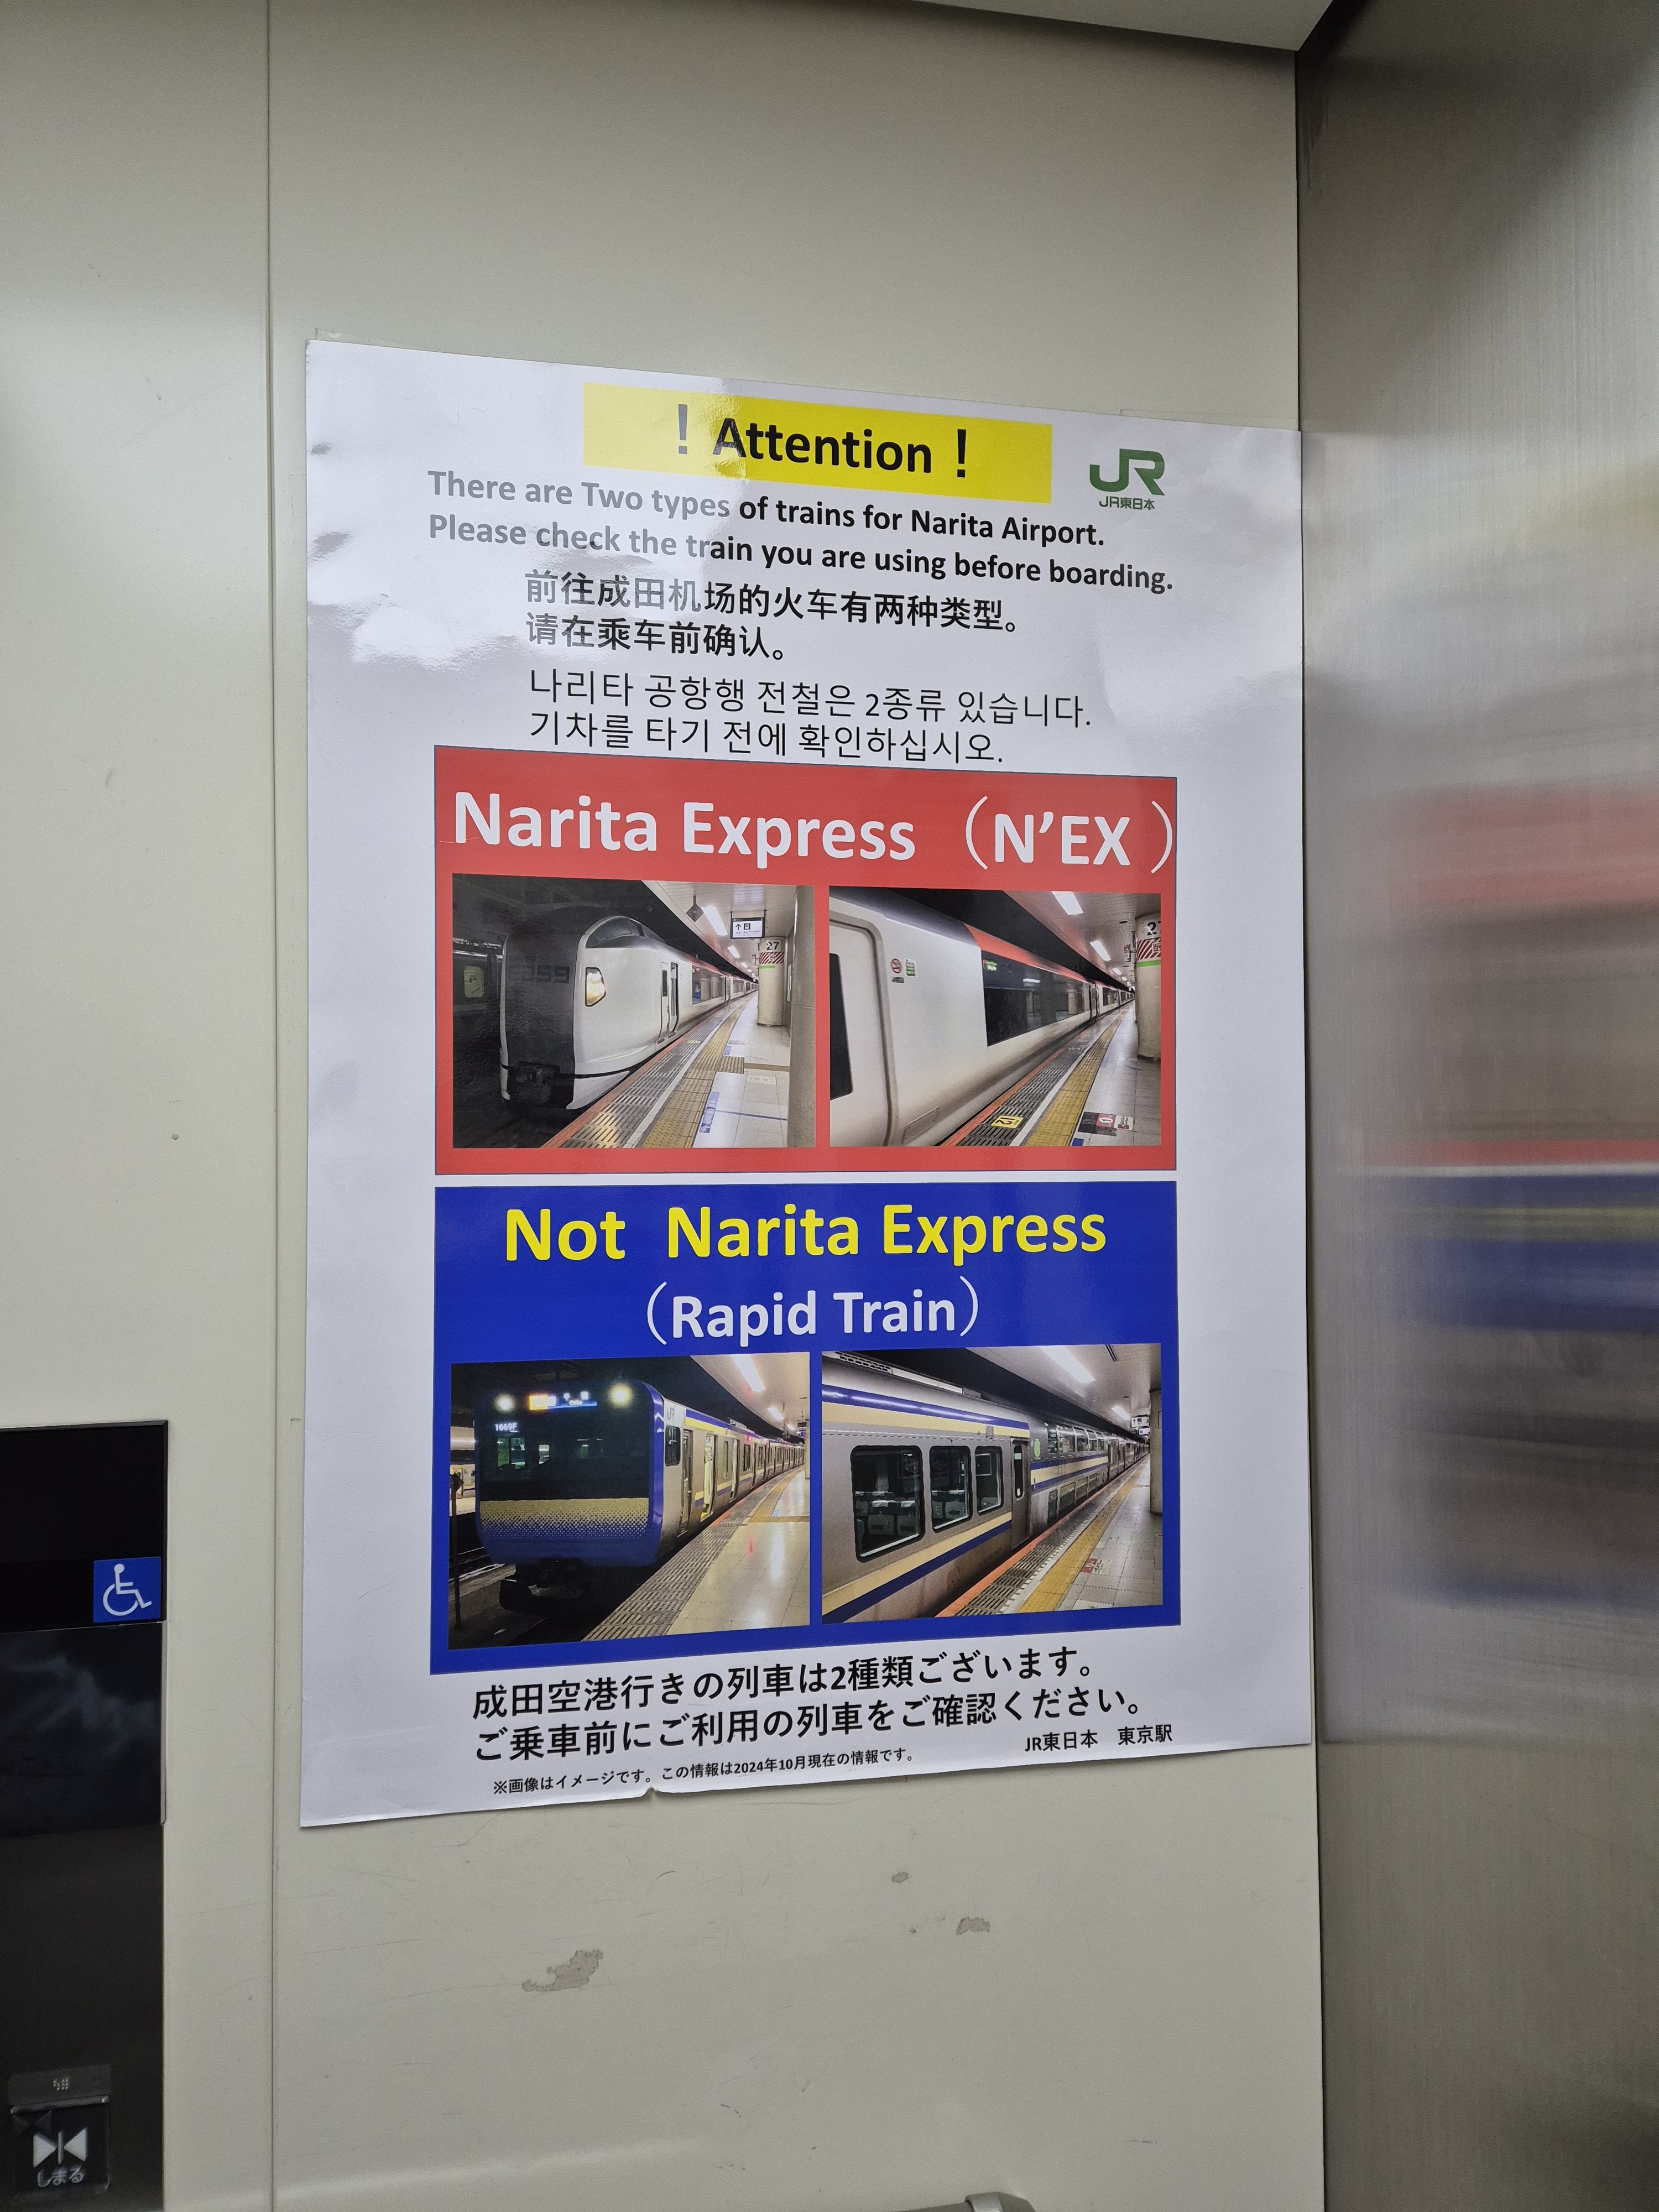 ！Attention！
JR
JR東日本
There are Two types of trains for Narita Airport.
Please check the train you are using before boarding.
前往成田机场的火车有两种类型。
请在乘车前确认。
나리타 공항행 전철은 2종류 있습니다.
기차를 타기 전에 확인하십시오.
Narita Express （N’EX ）
27
Not Narita Express
（Rapid Train）
1669F
JR
成田空港行きの列車は2種類ございます。
ご乗車前にご利用の列車をご確認ください。
JR東日本　東京駅
※画像はイメージです。この情報は2024年10月現在の情報です。
しまる